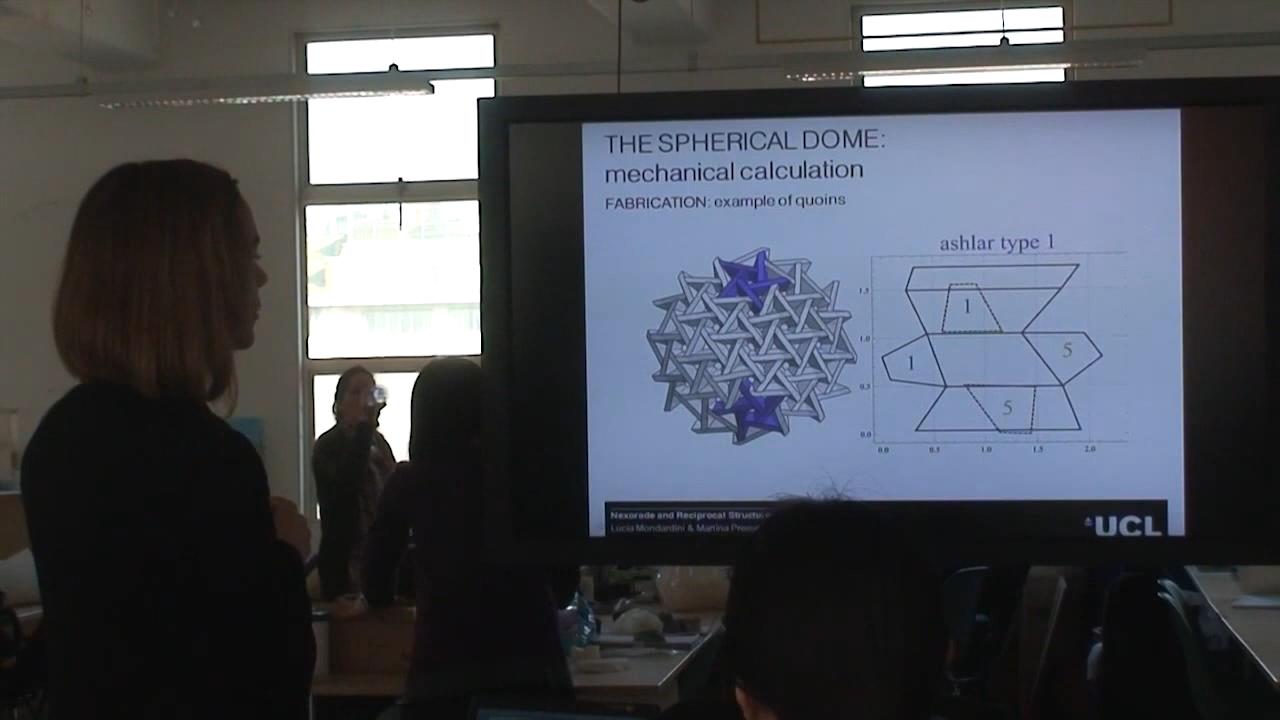 THE SPHERICAL DOME:
mechanical calculation
FABRICATION: example of quoins
ashlar type 1
1.5
1
1.0
1
5
0.5
5
0.0
0.0 0.5 1.0 1.5 2.0
Nexorade and Reciprocal
Lucia Mondardini & Martina
UCL